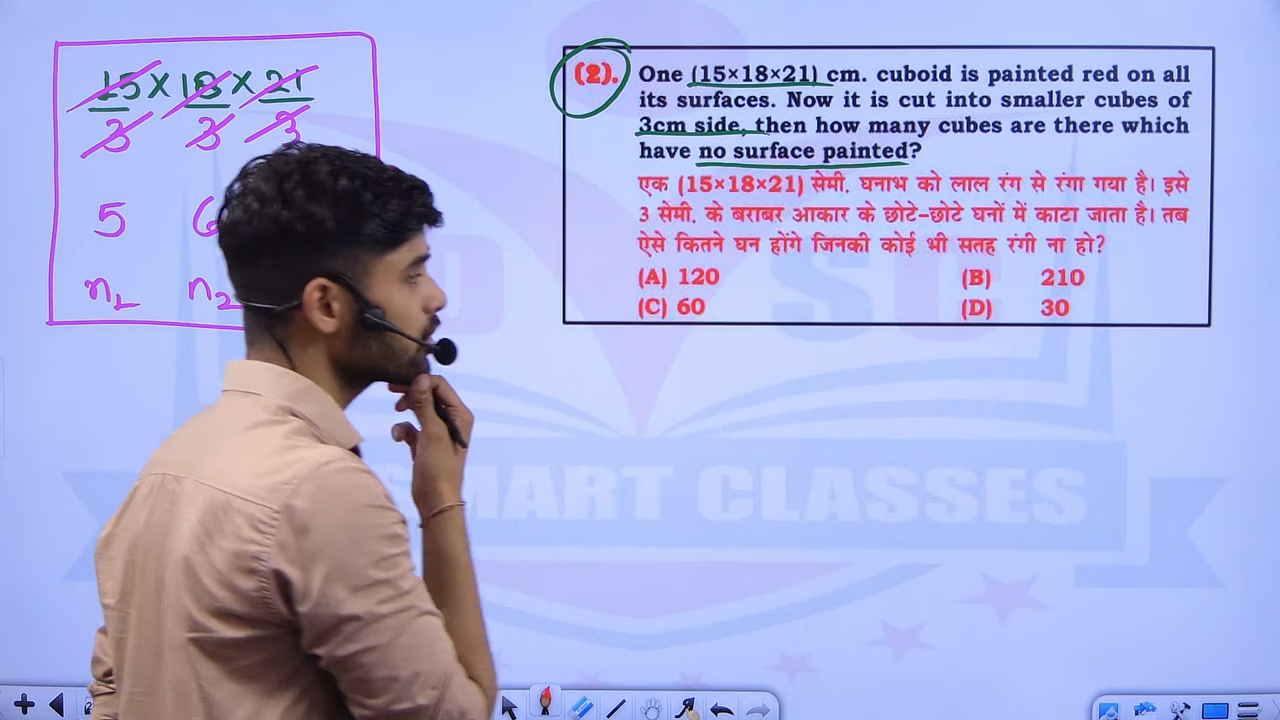 15 × 18 × 21
3 3 3
5 6
n1 n2
(2). One (15×18×21) cm. cuboid is painted red on all
its surfaces. Now it is cut into smaller cubes of
3cm side, then how many cubes are there which
have no surface painted?
एक (15×18×21) सेमी. घनाभ को लाल रंग से रंगा गया है। इसे
3 सेमी. के बराबर आकार के छोटे-छोटे घनों में काटा जाता है। तब
ऐसे कितने घन होंगे जिनकी कोई भी सतह रंगी ना हो?
(A) 120 (B) 210
(C) 60 (D) 30
SMART CLASSES